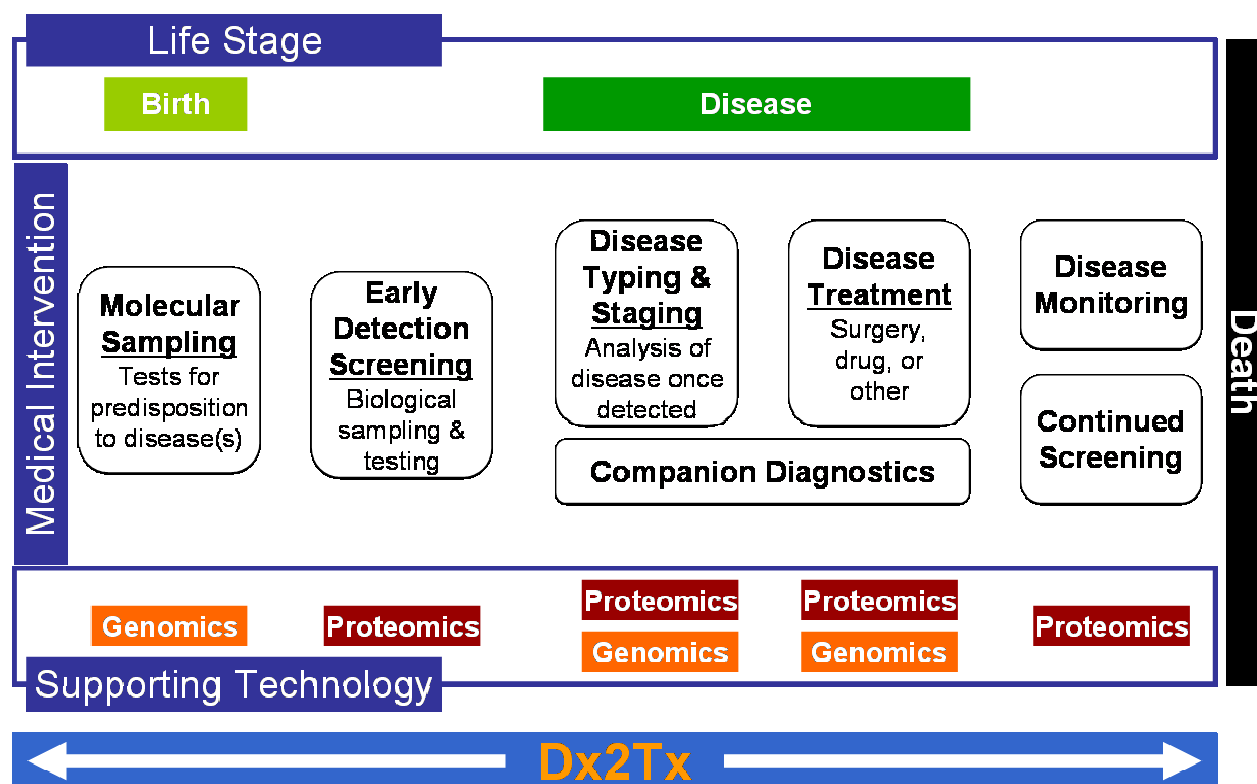 Life Stage
Birth
Disease
Medical Intervention
Molecular
Sampling
Tests for
predisposition
to disease(s)
Early
Detection
Screening
Biological
sampling &
testing
Disease
Typing &
Staging
Analysis of
disease once
detected
Disease
Treatment
Surgery,
drug, or
other
Companion Diagnostics
Disease
Monitoring
Continued
Screening
Death
Genomics
Proteomics
Proteomics
Genomics
Proteomics
Genomics
Proteomics
Supporting Technology
Dx2Tx